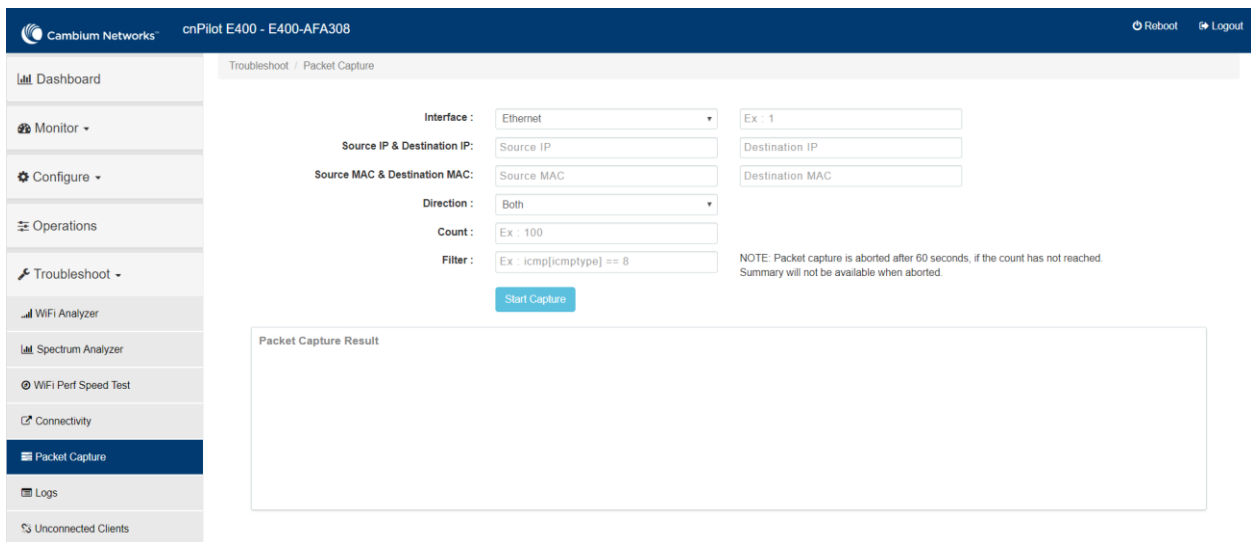 Cambium Networks™
cnPilot E400 - E400-AFA308
Reboot
Logout
Dashboard
Monitor
Configure
Operations
Troubleshoot
WiFi Analyzer
Spectrum Analyzer
WiFi Perf Speed Test
Connectivity
Packet Capture
Logs
Unconnected Clients
Troubleshoot / Packet Capture
Interface : Ethernet Ex : 1
Source IP & Destination IP: Source IP Destination IP
Source MAC & Destination MAC: Source MAC Destination MAC
Direction : Both
Count : Ex : 100
Filter : Ex : icmp[icmptype] == 8
NOTE: Packet capture is aborted after 60 seconds, if the count has not reached.
Summary will not be available when aborted.
Start Capture
Packet Capture Result